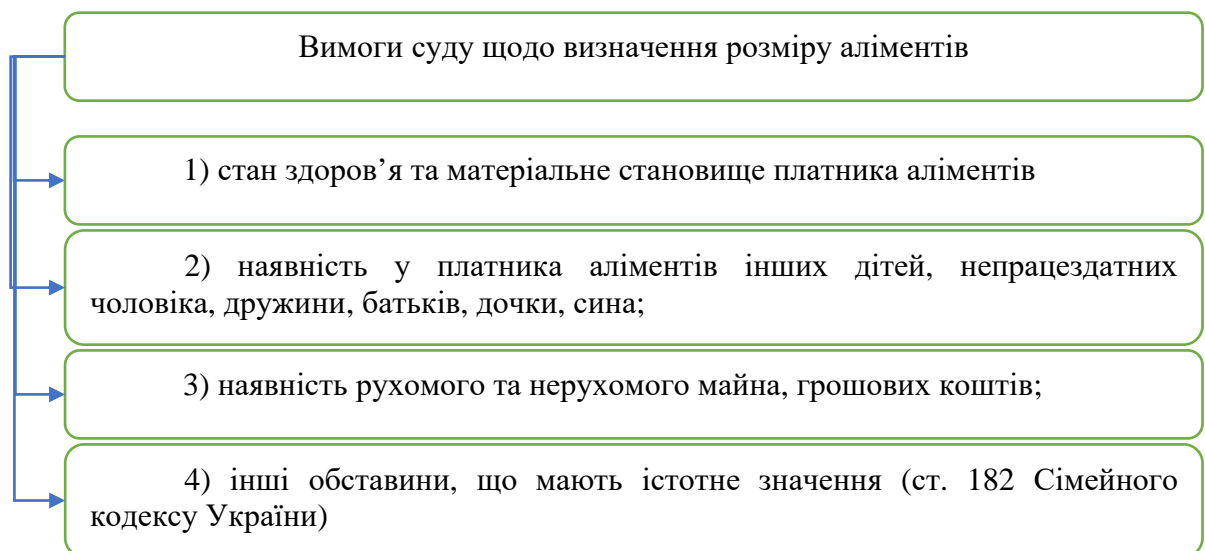 Вимоги суду щодо визначення розміру аліментів
1) стан здоров’я та матеріальне становище платника аліментів
2) наявність у платника аліментів інших дітей, непрацездатних
чоловіка, дружини, батьків, дочки, сина;
3) наявність рухомого та нерухомого майна, грошових коштів;
4) інші обставини, що мають істотне значення (ст. 182 Сімейного
кодексу України)